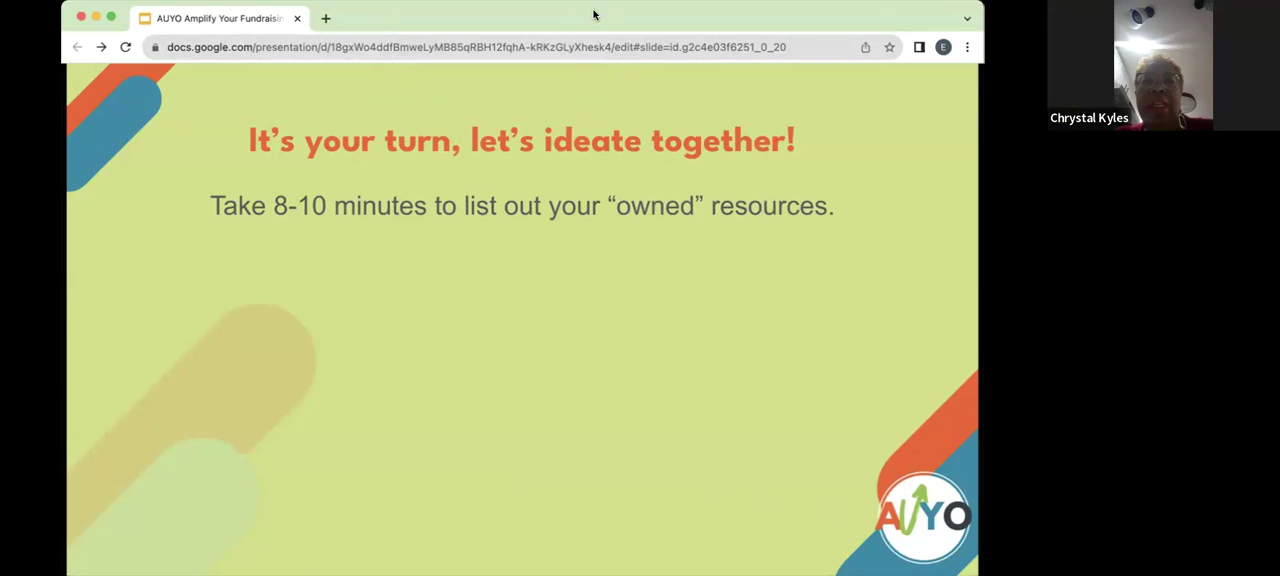 AUYO Amplify Your Fundraisin
docs.google.com/presentation/d/18gxWo4ddfBmweLyMB85qRBH12fqhA-kRKzGLyXhesk4/edit#slide=id.g2c4e03f6251_0_20
E
Chrystal Kyles
It's your turn, let's ideate together!
Take 8-10 minutes to list out your “owned” resources.
AUYO